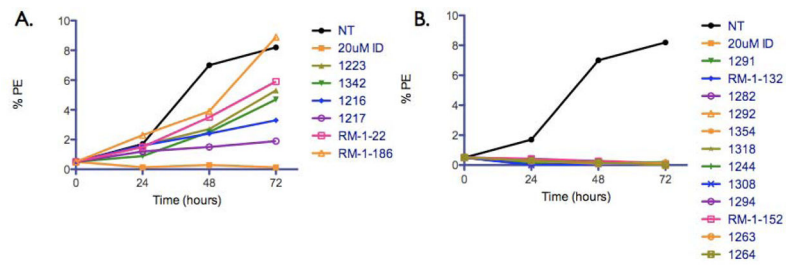 A.
10
8
6
4
2
0
% PE
0 24 48 72
Time (hours)
NT
20uM ID
1223
1342
1216
1217
RM-1-22
RM-1-186
B.
10
8
6
4
2
0
% PE
0 24 48 72
Time (hours)
NT
20uM ID
1291
RM-1-132
1282
1292
1354
1318
1244
1308
1294
RM-1-152
1263
1264